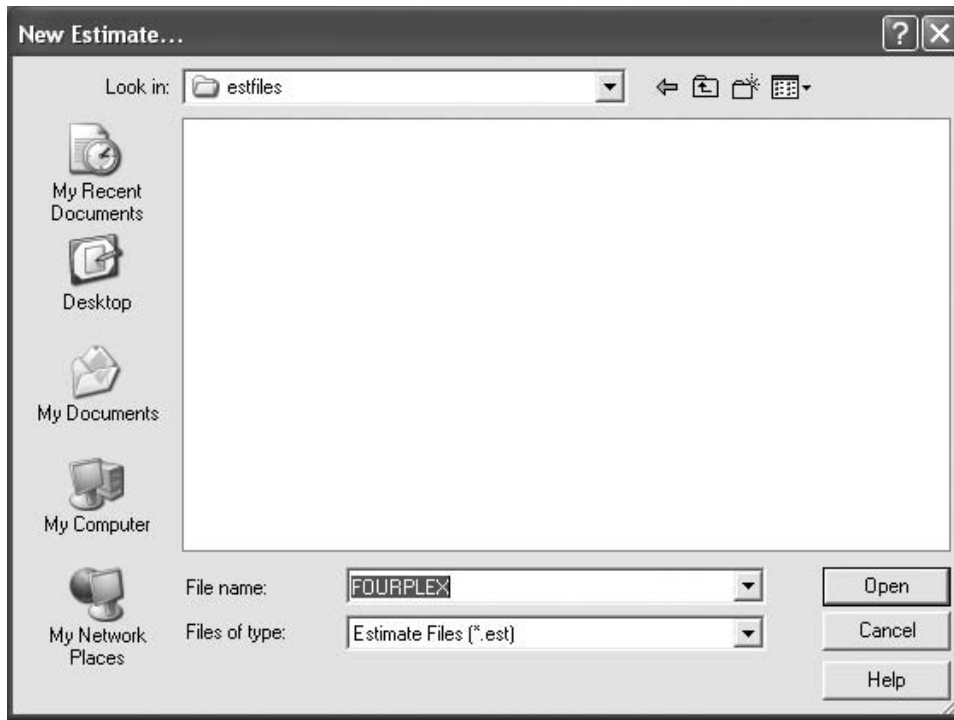 New Estimate...
Look in:
estfiles
My Recent
Documents
Desktop
My Documents
My Computer
My Network
Places
File name:
FOURPLEX
Open
Files of type:
Estimate Files (*.est)
Cancel
Help